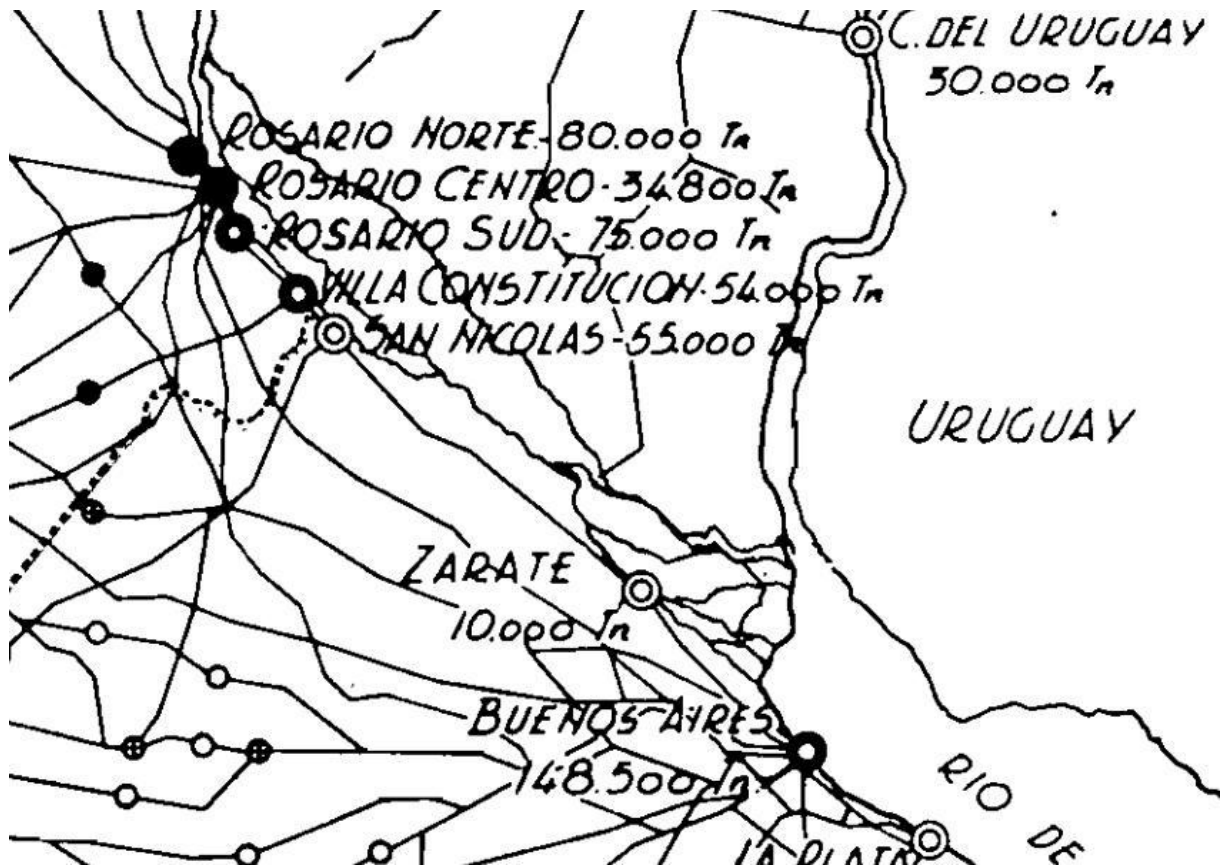 C. DEL URUGUAY
30.000 Tn
ROSARIO NORTE-80.000 Tn
ROSARIO CENTRO-34.800 Tn
ROSARIO SUD-75.000 Tn
VILLA CONSTITUCION-54.000 Tn
SAN NICOLAS-55.000 Tn
URUGUAY
ZARATE
10.000 Tn
BUENOS-AIRES
148.500 Tn.
RIO DE
LA PLATA